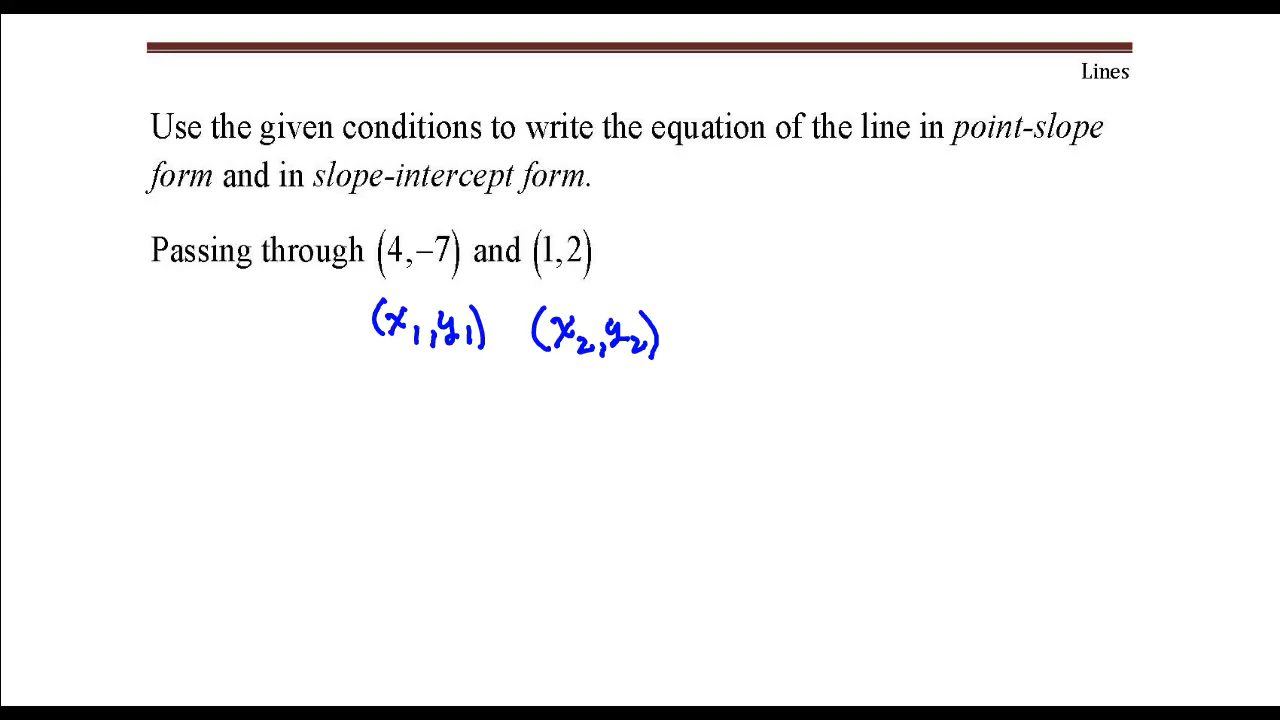 Lines
Use the given conditions to write the equation of the line in point-slope
form and in slope-intercept form.
Passing through (4,−7) and (1,2)
(x₁,y₁) (x₂,y₂)